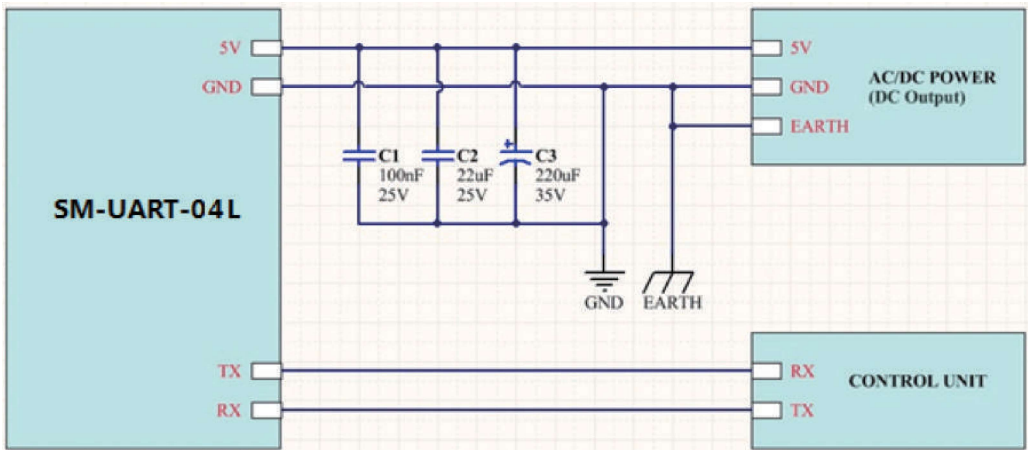 5V
GND
SM-UART-04L
TX
RX
C1
100nF
25V
C2
22uF
25V
+
C3
220uF
35V
GND
EARTH
5V
GND
EARTH
AC/DC POWER
(DC Output)
RX
TX
CONTROL UNIT